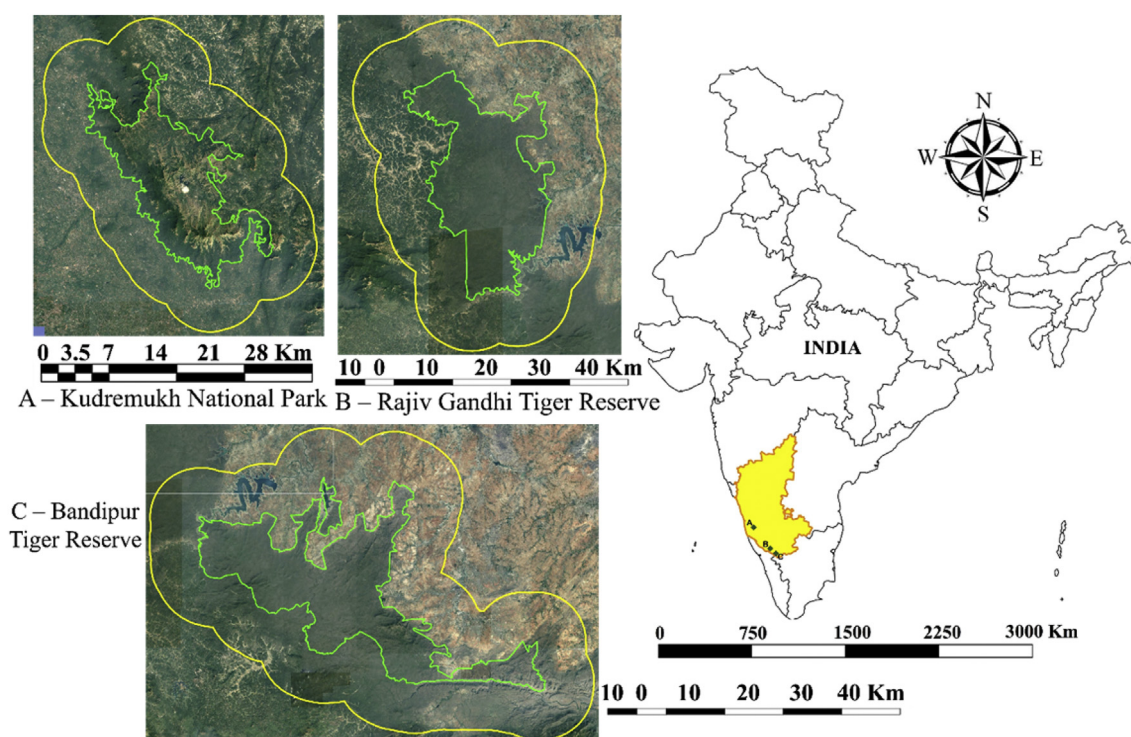 N
W E
S
INDIA
0 3.5 7 14 21 28 Km
A – Kudremukh National Park
10 0 10 20 30 40 Km
B – Rajiv Gandhi Tiger Reserve
C – Bandipur
Tiger Reserve
A
B
C
0 750 1500 2250 3000 Km
10 0 10 20 30 40 Km